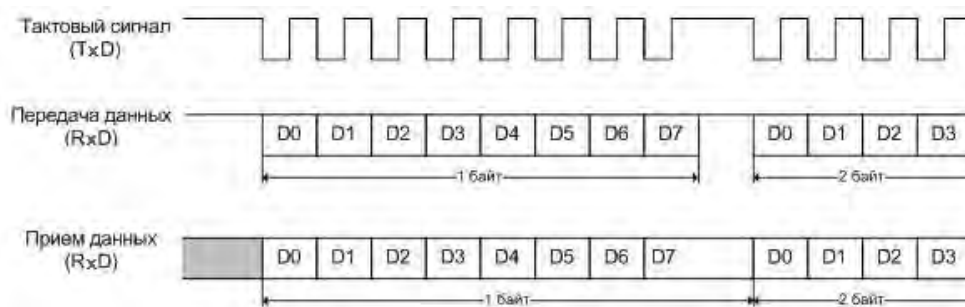 Тактовый сигнал
(TxD)
Передача данных
(RxD)
D0 D1 D2 D3 D4 D5 D6 D7 D0 D1 D2 D3
1 байт 2 байт
Прием данных
(RxD)
D0 D1 D2 D3 D4 D5 D6 D7 D0 D1 D2 D3
1 байт 2 байт